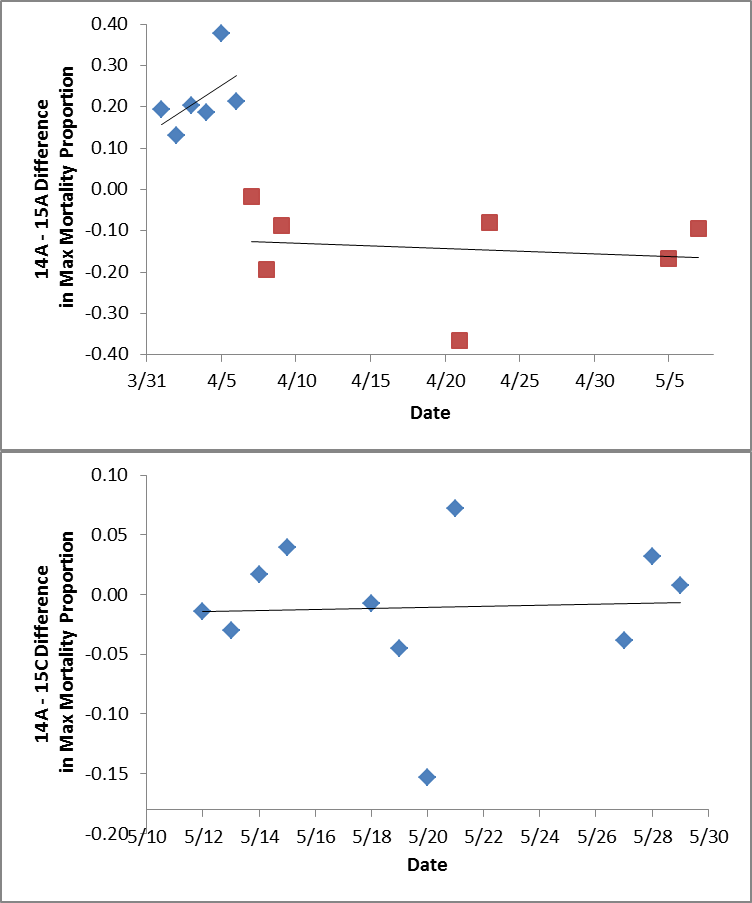 14A - 15A Difference
in Max Mortality Proportion
0.40
0.30
0.20
0.10
0.00
-0.10
-0.20
-0.30
-0.40
3/31 4/5 4/10 4/15 4/20 4/25 4/30 5/5
Date
14A - 15C Difference
in Max Mortality Proportion
0.10
0.05
0.00
-0.05
-0.10
-0.15
-0.20
5/10 5/12 5/14 5/16 5/18 5/20 5/22 5/24 5/26 5/28 5/30
Date